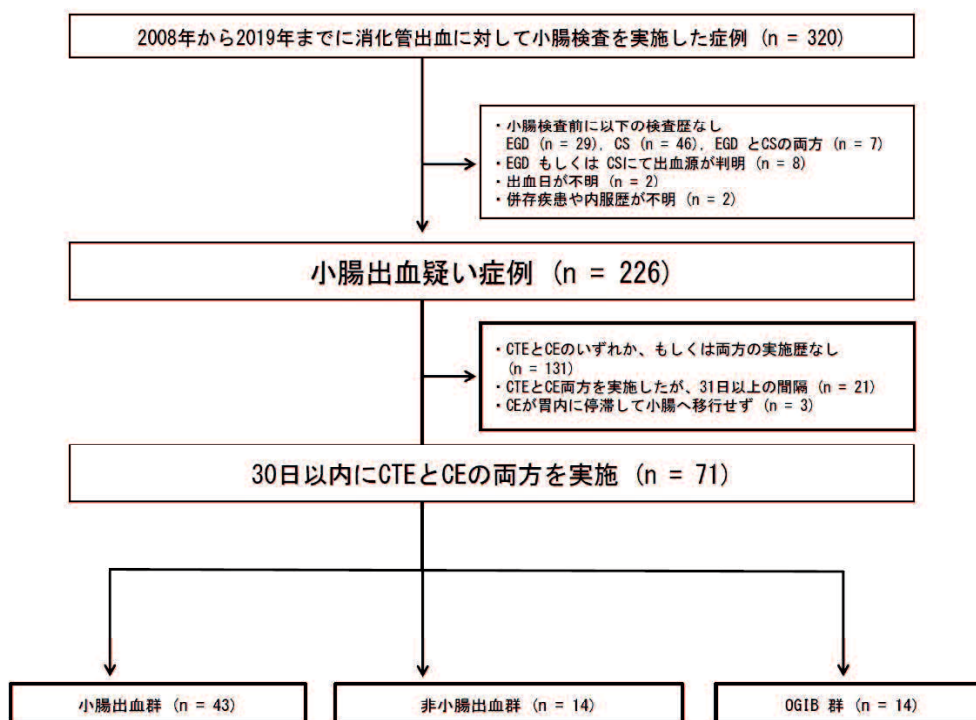 2008年から2019年までに消化管出血に対して小腸検査を実施した症例 (n = 320)
・小腸検査前に以下の検査歴なし
EGD (n = 29), CS (n = 46), EGD とCSの両方 (n = 7)
・EGD もしくは CSにて出血源が判明 (n = 8)
・出血日が不明 (n = 2)
・併存疾患や内服歴が不明 (n = 2)
小腸出血疑い症例 (n = 226)
・CTEとCEのいずれか、もしくは両方の実施歴なし
(n = 131)
・CTEとCE両方を実施したが、31日以上の間隔 (n = 21)
・CEが胃内に停滞して小腸へ移行せず (n = 3)
30日以内にCTEとCEの両方を実施 (n = 71)
小腸出血群 (n = 43)
非小腸出血群 (n = 14)
OGIB 群 (n = 14)